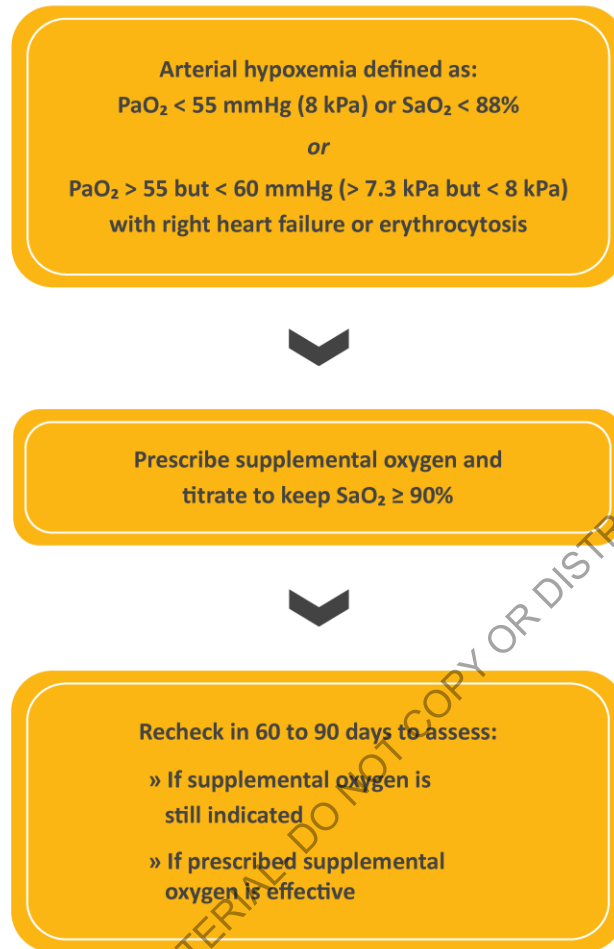 Arterial hypoxemia defined as:
PaO₂ < 55 mmHg (8 kPa) or SaO₂ < 88%
or
PaO₂ > 55 but < 60 mmHg (> 7.3 kPa but < 8 kPa)
with right heart failure or erythrocytosis
Prescribe supplemental oxygen and
titrate to keep SaO₂ ≥ 90%
Recheck in 60 to 90 days to assess:
» If supplemental oxygen is
still indicated
» If prescribed supplemental
oxygen is effective
DO NOT COPY OR